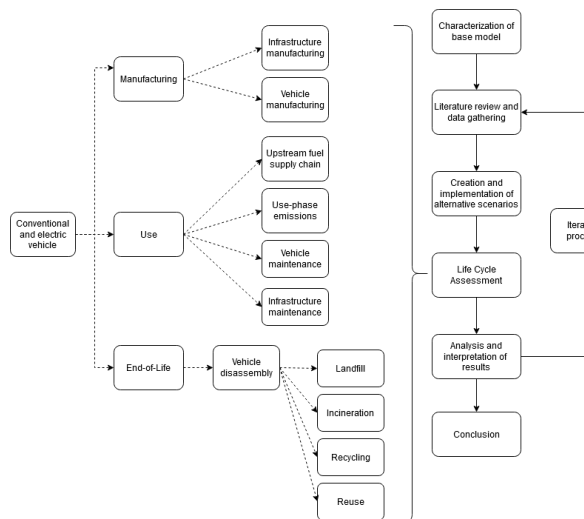 Infrastructure
manufacturing
Manufacturing
Vehicle
manufacturing
Upstream fuel
supply chain
Use-phase
emissions
Conventional
and electric
vehicle
Use
Vehicle
maintenance
Infrastructure
maintenance
End-of-Life
Vehicle
disassembly
Landfill
Incineration
Recycling
Reuse
Characterization of
base model
Literature review and
data gathering
Creation and
implementation of
alternative scenarios
Life Cycle
Assessment
Analysis and
interpretation of
results
Conclusion
Itera
proc